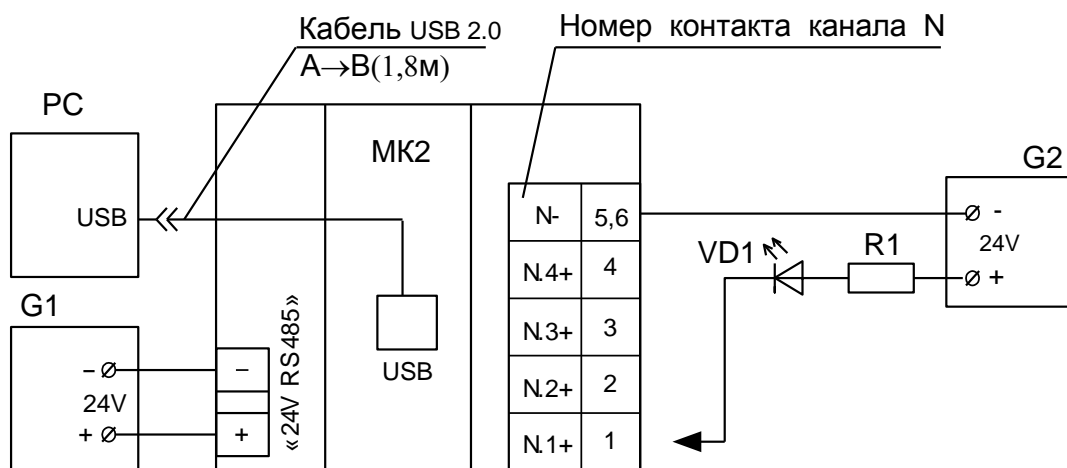 Кабель USB 2.0
А→В(1,8м)
Номер контакта канала N
PC
USB
МК2
USB
G1
– 
24V
+
–
+
«24V RS485»
N- 5,6
N.4+ 4
N.3+ 3
N.2+ 2
N.1+ 1
VD1
R1
G2
-
24V
+